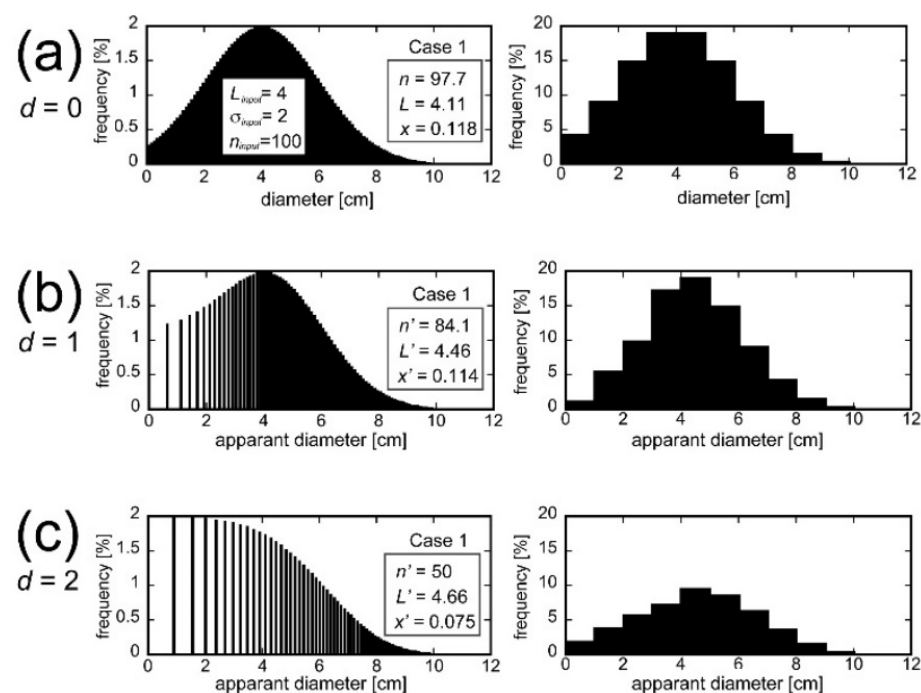 (a)
d = 0
frequency [%]
2
1.5
1
0.5
0
0 2 4 6 8 10 12
diameter [cm]
L_input = 4
σ_input = 2
n_input=100
Case 1
n = 97.7
L = 4.11
x = 0.118
frequency [%]
20
15
10
5
0
0 2 4 6 8 10 12
diameter [cm]
(b)
d = 1
frequency [%]
2
1.5
1
0.5
0
0 2 4 6 8 10 12
apparant diameter [cm]
Case 1
n' = 84.1
L' = 4.46
x' = 0.114
frequency [%]
20
15
10
5
0
0 2 4 6 8 10 12
apparant diameter [cm]
(c)
d = 2
frequency [%]
2
1.5
1
0.5
0
0 2 4 6 8 10 12
apparant diameter [cm]
Case 1
n' = 50
L' = 4.66
x' = 0.075
frequency [%]
20
15
10
5
0
0 2 4 6 8 10 12
apparant diameter [cm]